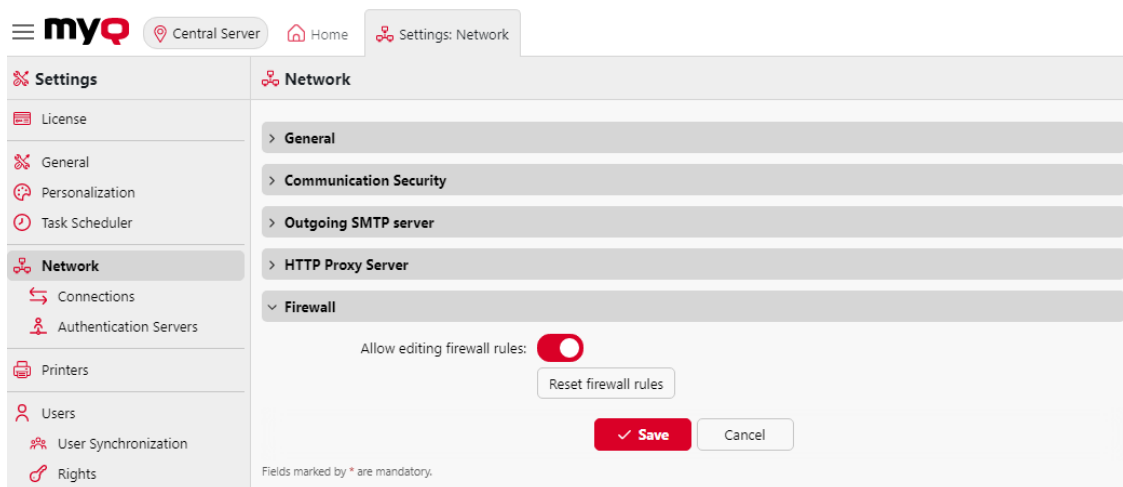 myQ
Central Server
Home
Settings: Network
Settings
Network
License
General
General
Personalization
Communication Security
Task Scheduler
Outgoing SMTP server
Network
HTTP Proxy Server
Connections
Firewall
Authentication Servers
Allow editing firewall rules:
Printers
Reset firewall rules
Users
Save
Cancel
User Synchronization
Rights
Fields marked by * are mandatory.